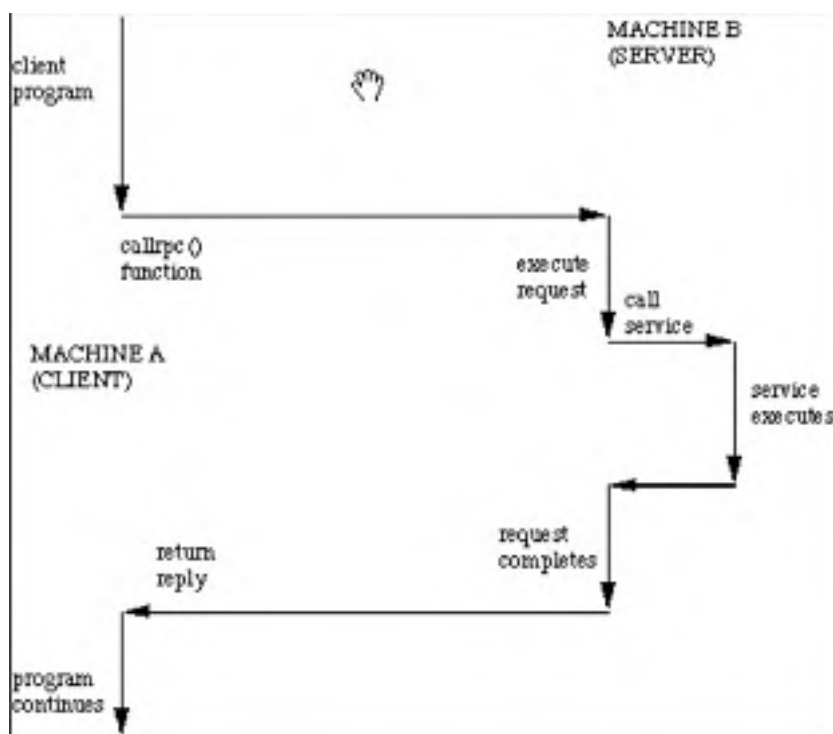 MACHINE B
(SERVER)
client
program
callrpc()
function
execute
request
call
service
MACHINE A
(CLIENT)
service
executes
request
completes
return
reply
program
continues